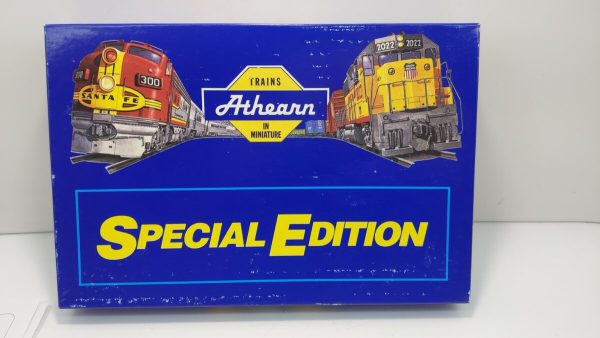 TRAINS
Athearn
IN
MINIATURE
300
SANTA FE
2022 2022
SPECIAL EDITION